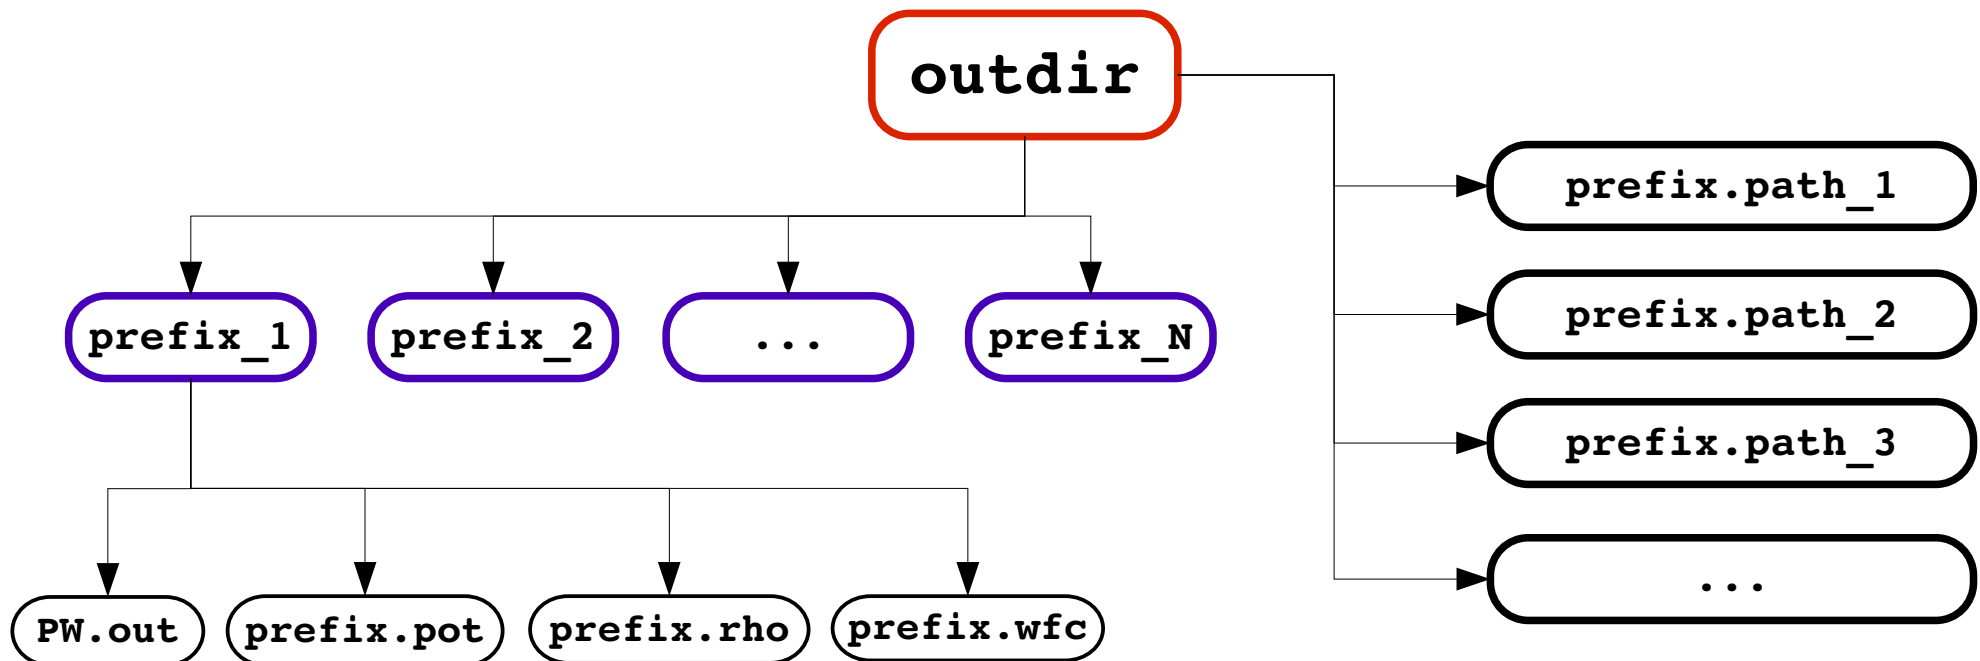 outdir
prefix.path_1
prefix.path_2
prefix_1
prefix_2
...
prefix_N
prefix.path_3
...
PW.out
prefix.pot
prefix.rho
prefix.wfc